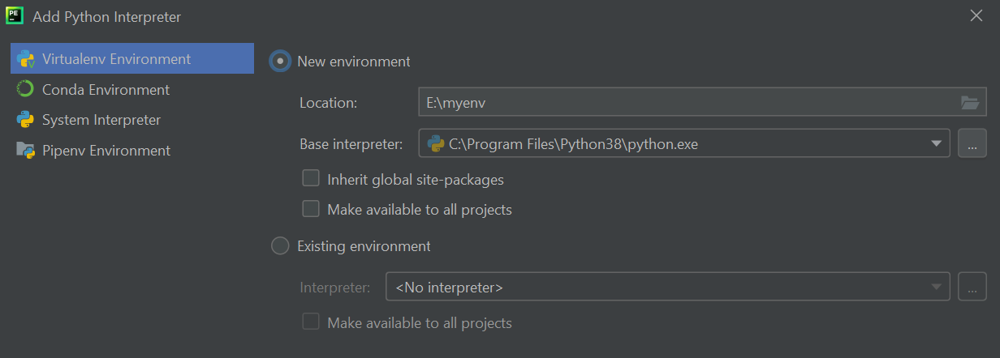 PE
Add Python Interpreter
Virtualenv Environment
Conda Environment
System Interpreter
Pipenv Environment
New environment
Location: E:\myenv
Base interpreter: C:\Program Files\Python38\python.exe ...
Inherit global site-packages
Make available to all projects
Existing environment
Interpreter: <No interpreter> ...
Make available to all projects